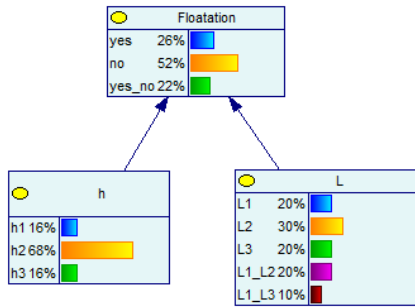 Floatation
yes 26%
no 52%
yes_no 22%
h
h1 16%
h2 68%
h3 16%
L
L1 20%
L2 30%
L3 20%
L1_L2 20%
L1_L3 10%